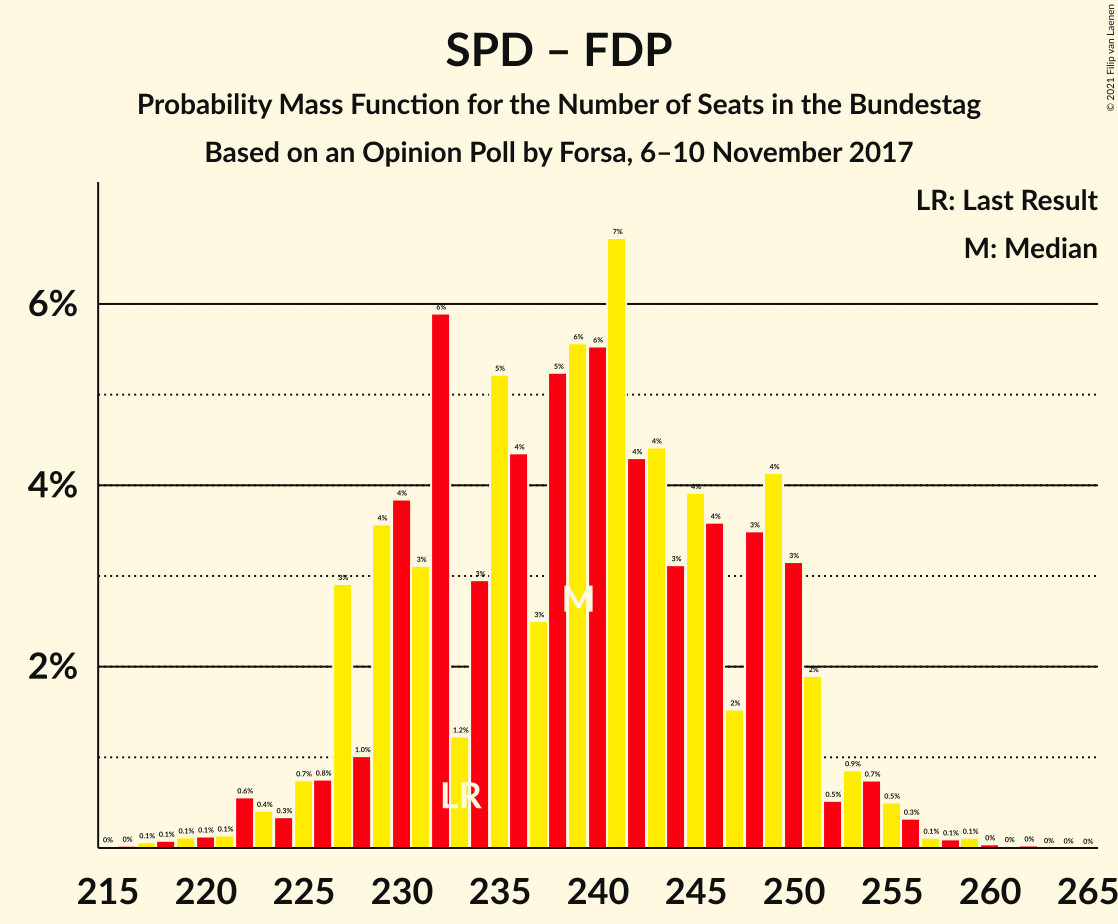 SPD – FDP
Probability Mass Function for the Number of Seats in the Bundestag
Based on an Opinion Poll by Forsa, 6–10 November 2017
© 2021 Filip van Laenen
LR: Last Result
M: Median
6%
4%
2%
0% 0% 0.1% 0.1% 0.1% 0.1% 0.1% 0.6% 0.4% 0.3% 0.7% 0.8% 3% 1.0% 4% 4% 3% 6% 1.2% 3% 5% 4% 3% 5% 6% 6% 7% 4% 4% 3% 4% 4% 2% 3% 4% 3% 2% 0.5% 0.9% 0.7% 0.5% 0.3% 0.1% 0.1% 0.1% 0% 0% 0% 0% 0% 0%
M
LR
215 220 225 230 235 240 245 250 255 260 265